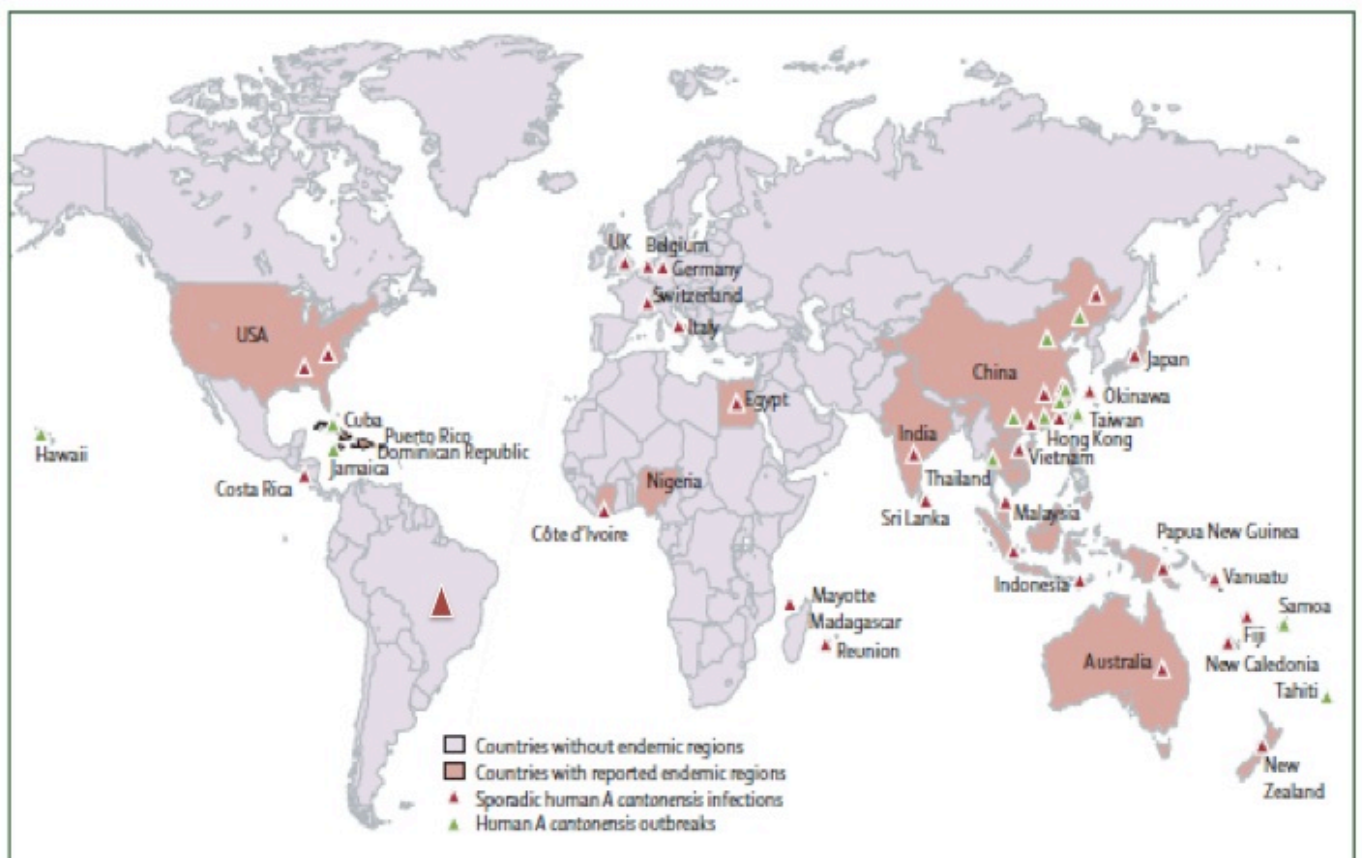 UK
Belgium
Germany
Switzerland
Italy
USA
China
Japan
Egypt
Okinawa
Cuba
Taiwan
Puerto Rico
Hong Kong
Hawaii
Dominican Republic
India
Vietnam
Jamaica
Nigeria
Thailand
Costa Rica
Sri Lanka
Malaysia
Côte d'Ivoire
Papua New Guinea
Indonesia
Vanuatu
Mayotte
Samoa
Madagascar
Fiji
Reunion
Australia
New Caledonia
Tahiti
Countries without endemic regions
Countries with reported endemic regions
New
Zealand
Sporadic human A cantonensis infections
Human A cantonensis outbreaks